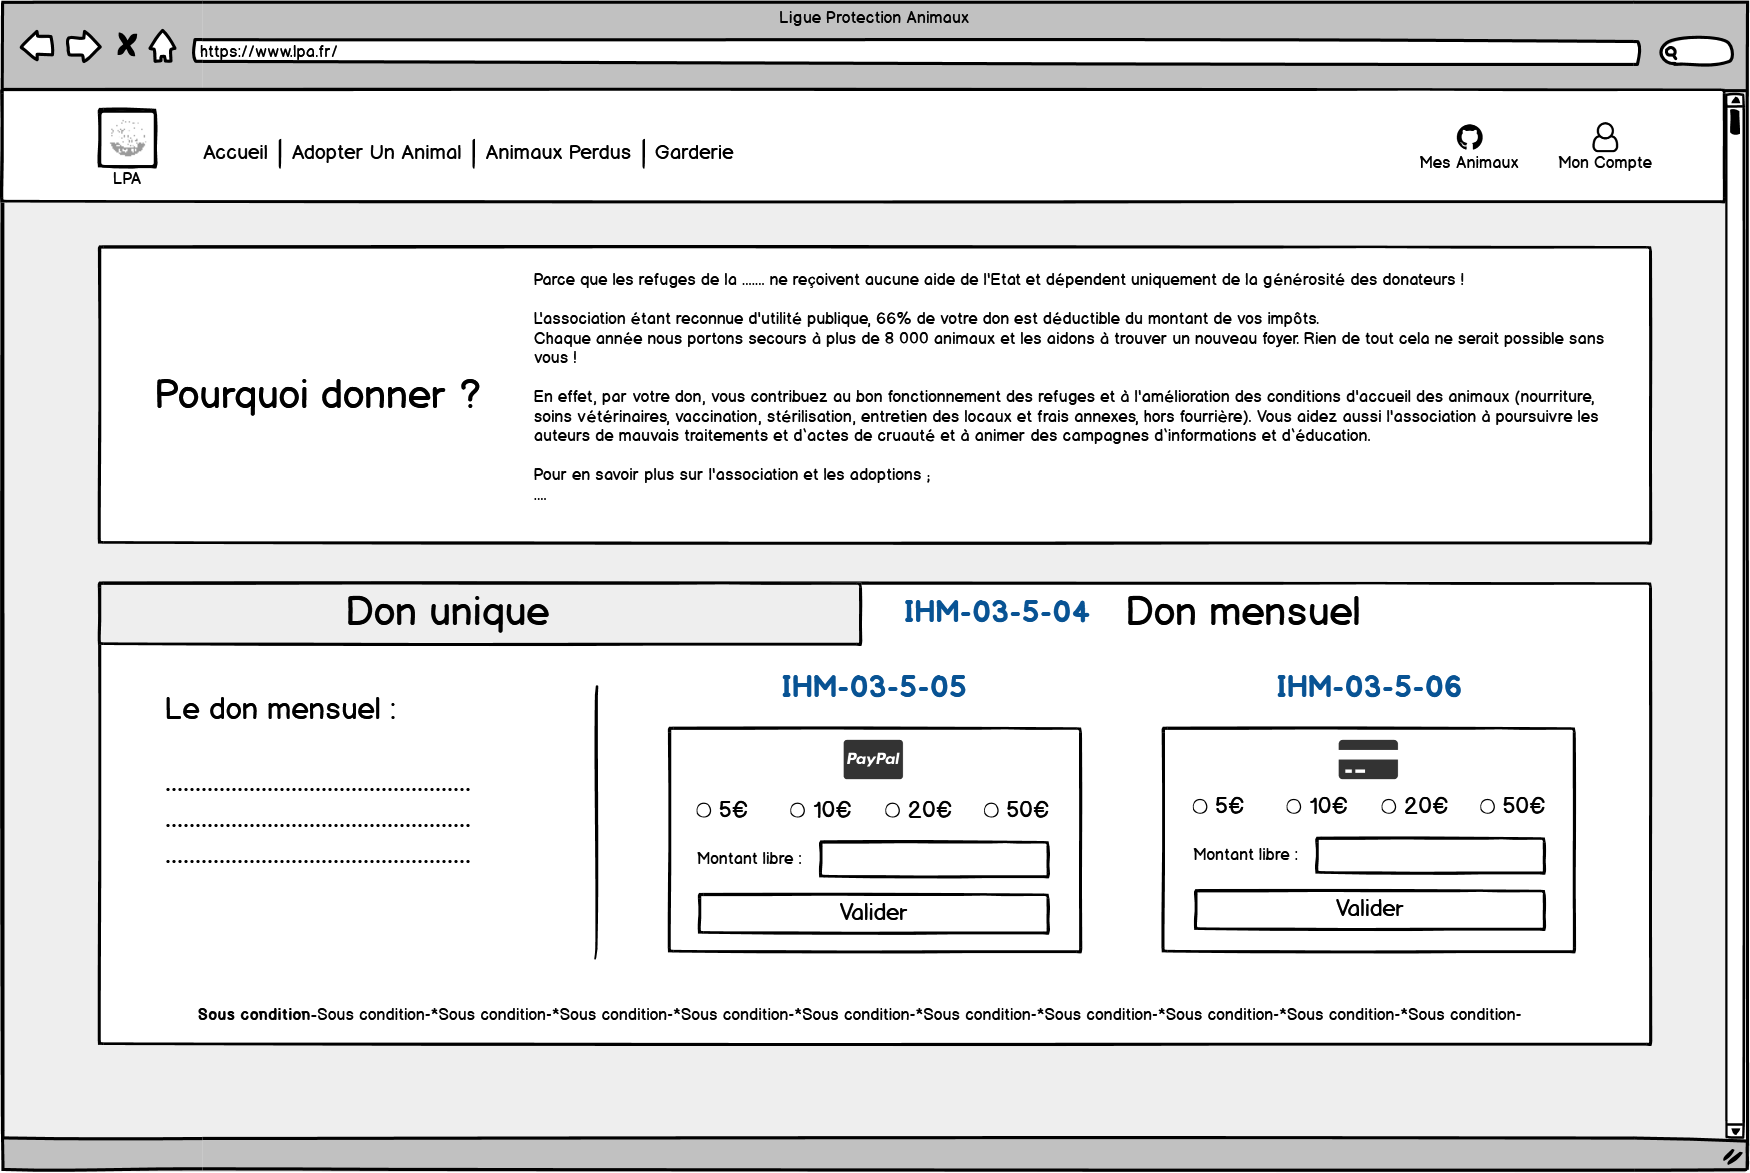 Ligue Protection Animaux
https://www.lpa.fr/
LPA
Accueil
Adopter Un Animal
Animaux Perdus
Garderie
Mes Animaux
Mon Compte
Pourquoi donner ?
Parce que les refuges de la ....... ne reçoivent aucune aide de l'Etat et dépendent uniquement de la générosité des donateurs !
L'association étant reconnue d'utilité publique, 66% de votre don est déductible du montant de vos impôts.
Chaque année nous portons secours à plus de 8 000 animaux et les aidons à trouver un nouveau foyer. Rien de tout cela ne serait possible sans
vous !
En effet, par votre don, vous contribuez au bon fonctionnement des refuges et à l'amélioration des conditions d'accueil des animaux (nourriture,
soins vétérinaires, vaccination, stérilisation, entretien des locaux et frais annexes, hors fourrière). Vous aidez aussi l'association à poursuivre les
auteurs de mauvais traitements et d`actes de cruauté et à animer des campagnes d`informations et d`éducation.
Pour en savoir plus sur l'association et les adoptions ;
....
Don unique
IHM-03-5-04
Don mensuel
Le don mensuel :
...................................................
...................................................
...................................................
IHM-03-5-05
PayPal
5€ 10€ 20€ 50€
Montant libre :
Valider
IHM-03-5-06
5€ 10€ 20€ 50€
Montant libre :
Valider
Sous condition-Sous condition-*Sous condition-*Sous condition-*Sous condition-*Sous condition-*Sous condition-*Sous condition-*Sous condition-*Sous condition-*Sous condition-